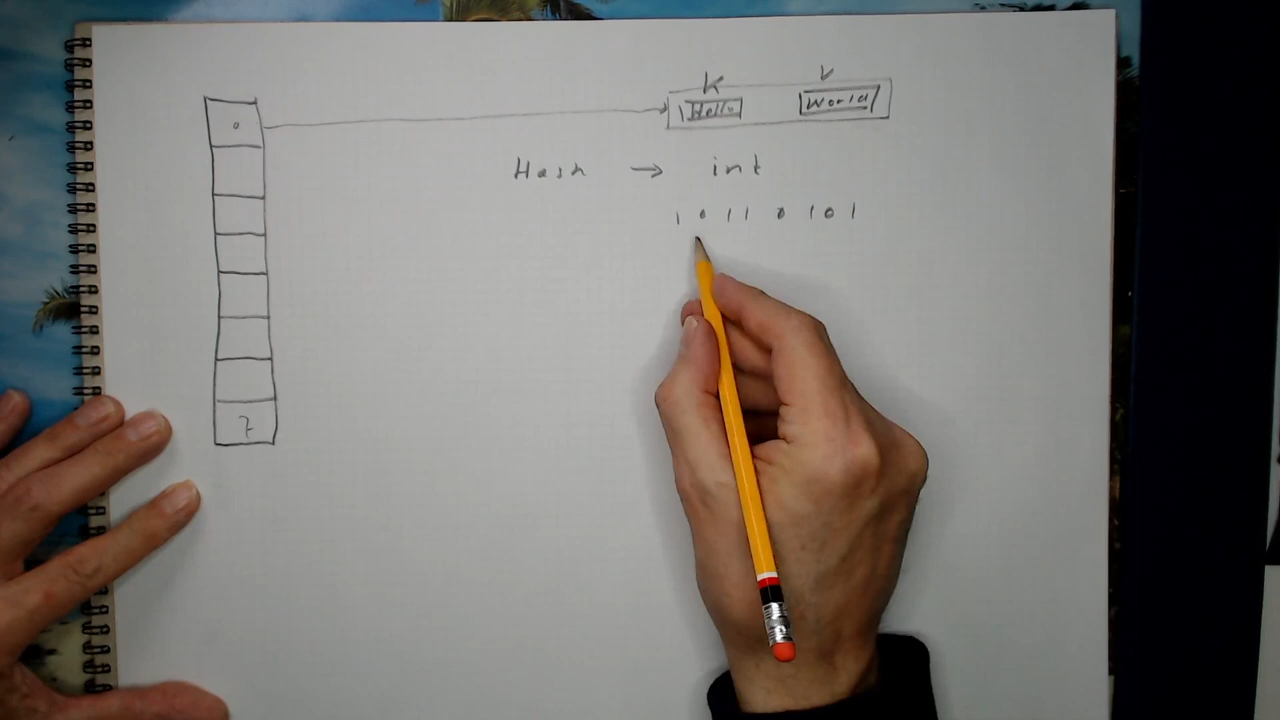 K V
0 Hello World
Hash → int
1 0 1 1 0 1 0 1
7